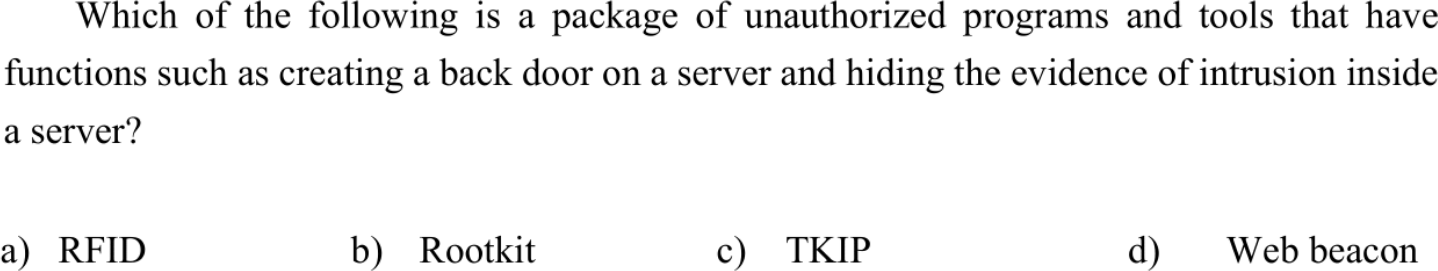 Which of the following is a package of unauthorized programs and tools that have
functions such as creating a back door on a server and hiding the evidence of intrusion inside
a server?
a) RFID b) Rootkit c) TKIP d) Web beacon